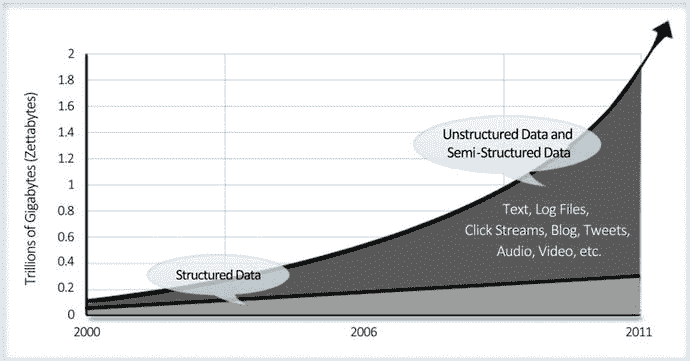 Trillions of Gigabytes (Zettabytes)
2
1.8
1.6
1.4
1.2
1
0.8
0.6
0.4
0.2
0
Unstructured Data and
Semi-Structured Data
Text, Log Files,
Click Streams, Blog, Tweets,
Audio, Video, etc.
Structured Data
2000
2006
2011